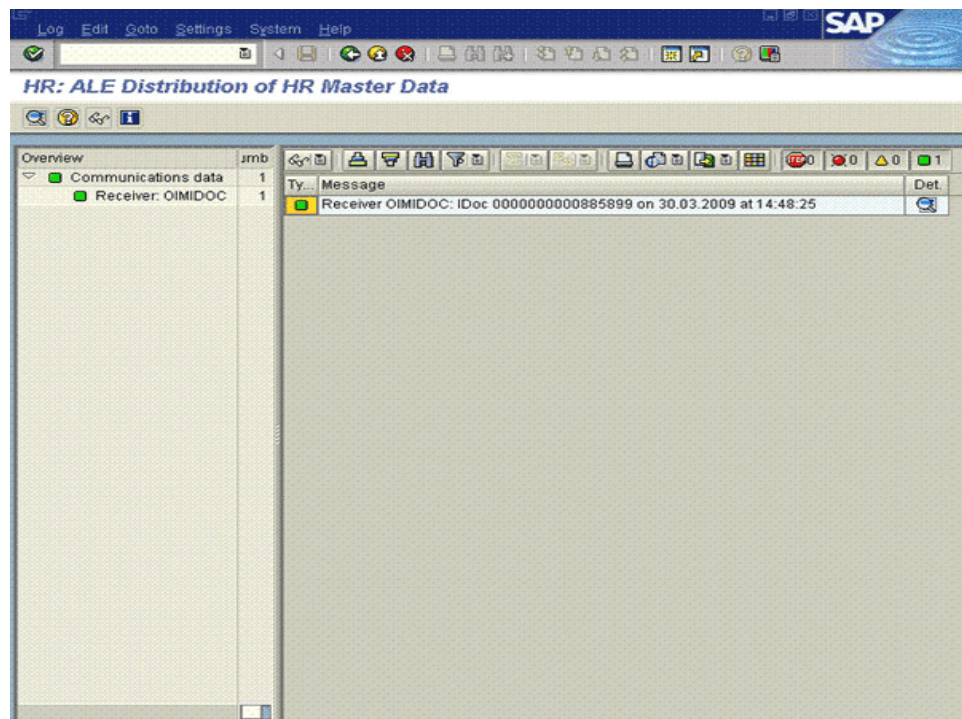 Log Edit Goto Settings System Help
SAP
HR: ALE Distribution of HR Master Data
Overview
Communications data 1
Receiver: OIMIDOC 1
STOP 0 0 0 1
Ty... Message Det.
Receiver OIMIDOC: IDoc 0000000000885899 on 30.03.2009 at 14:48:25